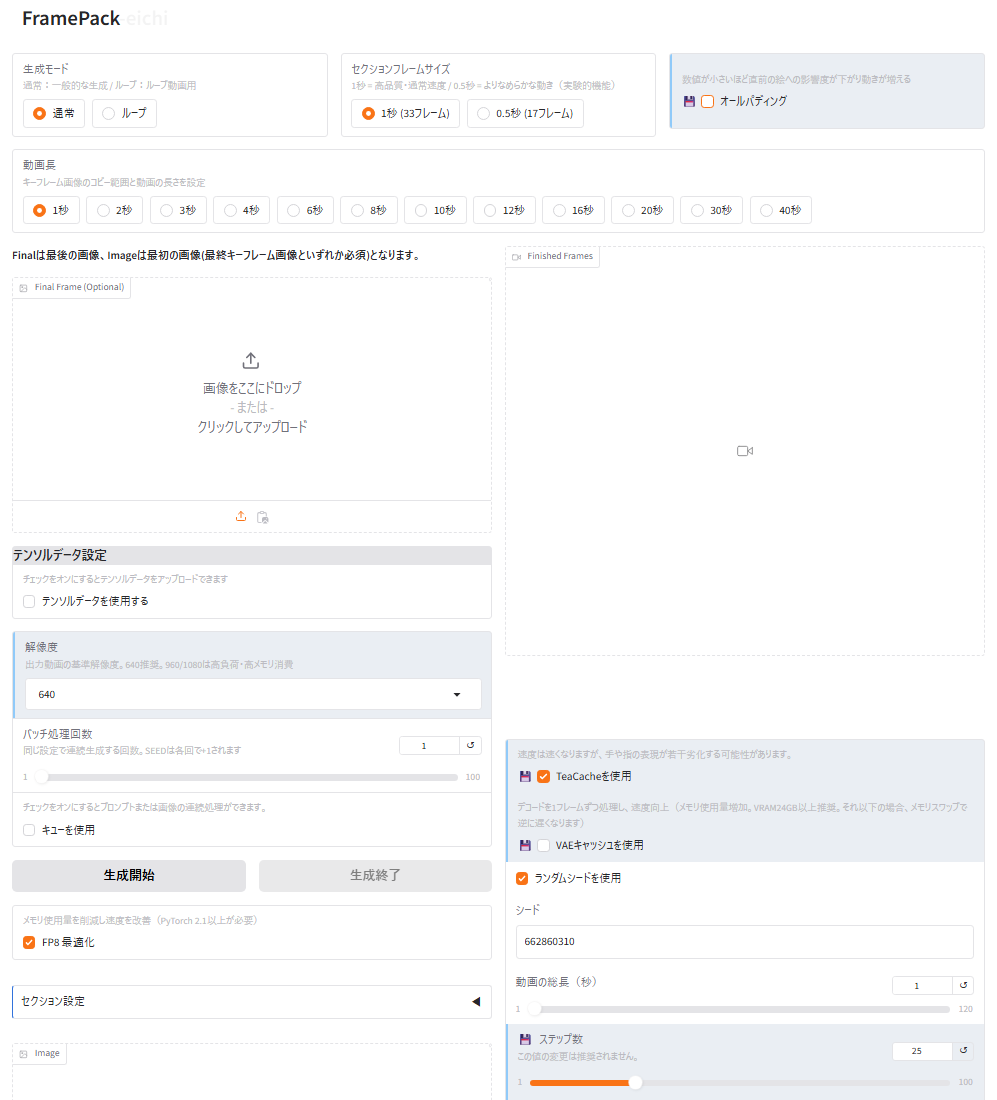 FramePack-eichi
生成モード
通常：一般的な生成 / ループ：ループ動画用
通常
ループ
セクションフレームサイズ
1秒 = 高品質・通常速度 / 0.5秒 = よりなめらかな動き（実験的機能）
1秒 (33フレーム)
0.5秒 (17フレーム)
数値が小さいほど直前の絵への影響度が下がり動きが増える
オールパディング
動画長
キーフレーム画像のコピー範囲と動画の長さを設定
1秒
2秒
3秒
4秒
6秒
8秒
10秒
12秒
16秒
20秒
30秒
40秒
Finalは最後の画像、Imageは最初の画像(最終キーフレーム画像といずれか必須)となります。
Final Frame (Optional)
画像をここにドロップ
- または -
クリックしてアップロード
テンソルデータ設定
チェックをオンにするとテンソルデータをアップロードできます
テンソルデータを使用する
解像度
出力動画の基準解像度。640推奨。960/1080は高負荷・高メモリ消費
640
バッチ処理回数
同じ設定で連続生成する回数。SEEDは各回で+1されます
1
1
100
チェックをオンにするとプロンプトまたは画像の連続処理ができます。
キューを使用
生成開始
生成終了
メモリ使用量を削減し速度を改善（PyTorch 2.1以上が必要）
FP8 最適化
セクション設定
Image
Finished Frames
速度は速くなりますが、手や指の表現が若干劣化する可能性があります。
TeaCacheを使用
デコードを1フレームずつ処理し、速度向上（メモリ使用量増加。VRAM24GB以上推奨。それ以下の場合、メモリスワップで
逆に遅くなります）
VAEキャッシュを使用
ランダムシードを使用
シード
662860310
動画の総長（秒）
1
1
120
ステップ数
この値の変更は推奨されません。
25
1
100